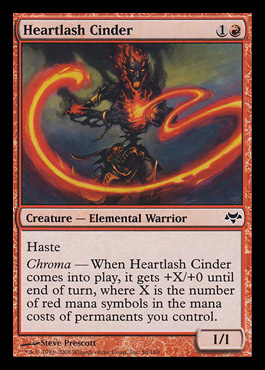 Heartlash Cinder 1
Creature — Elemental Warrior
Haste
Chroma — When Heartlash Cinder
comes into play, it gets +X/+0 until
end of turn, where X is the number
of red mana symbols in the mana
costs of permanents you control.
Steve Prescott
1/1